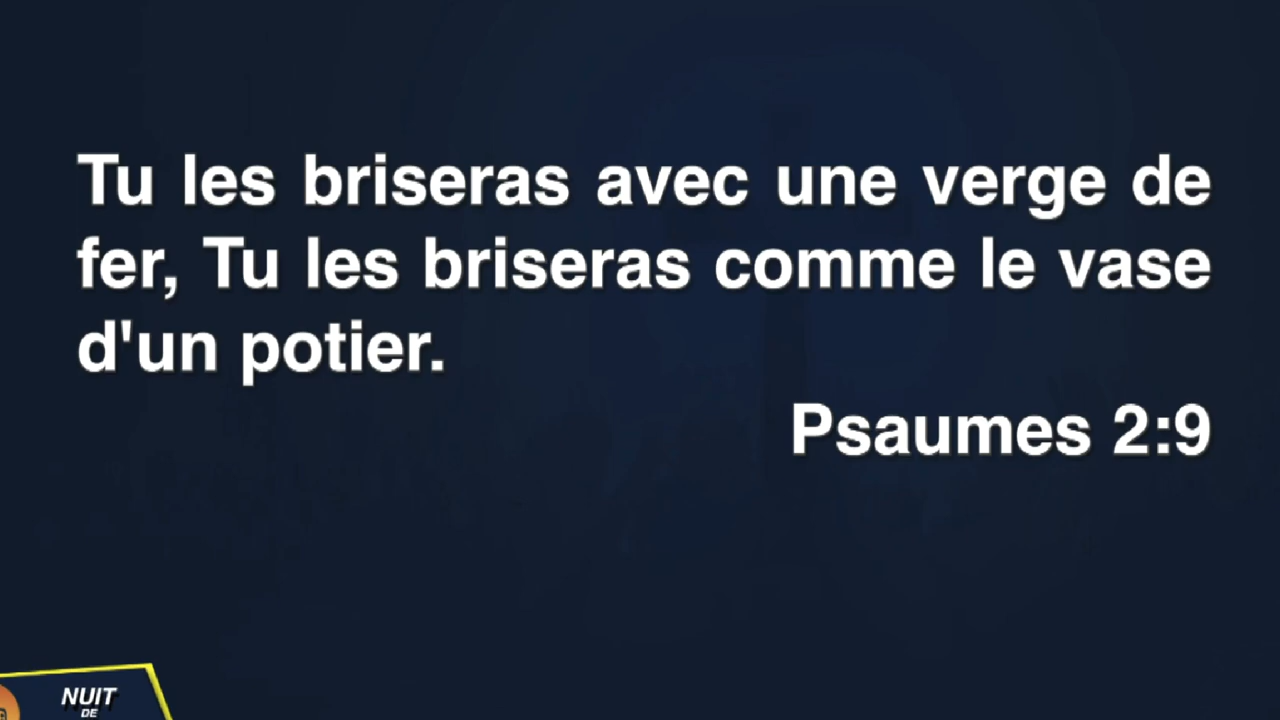 Tu les briseras avec une verge de
fer, Tu les briseras comme le vase
d'un potier.
Psaumes 2:9
NUIT
DE